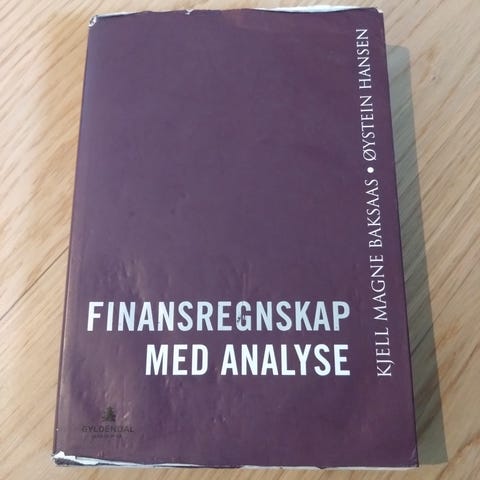 KJELL MAGNE BAKSAAS • ØYSTEIN HANSEN
FINANSREGNSKAP
MED ANALYSE
GYLDENDAL